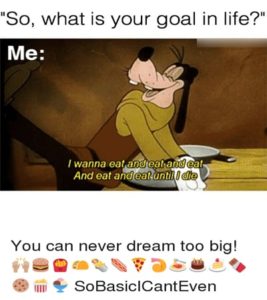 "So, what is your goal in life?"
Me:
I wanna eat and eat and eat
And eat and eat until I die
You can never dream too big!
🙌🏼🍔🍟🌮🌯🌭🍕🍤🍝🎂🍰🍫
🍪🍿🍨 SoBasicICantEven